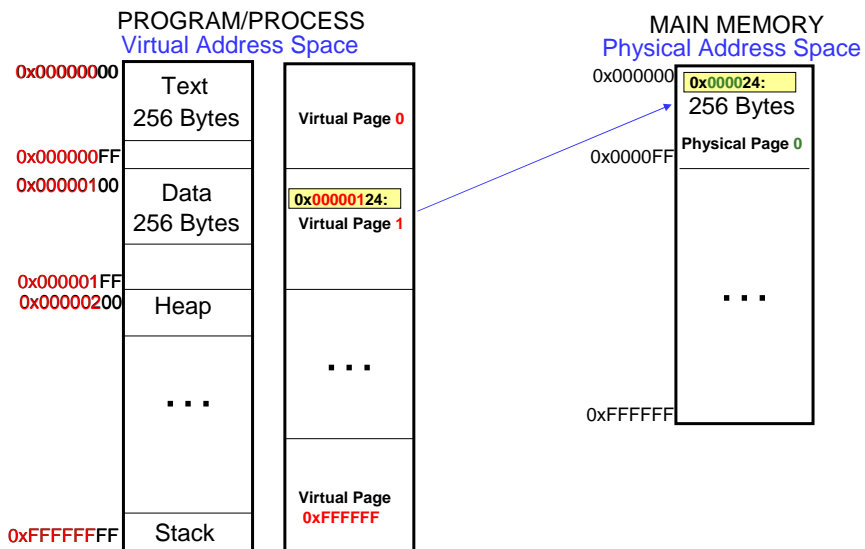 PROGRAM/PROCESS
Virtual Address Space
0x00000000
Text
256 Bytes
0x000000FF
0x00000100
Data
256 Bytes
0x000001FF
0x00000200
Heap
...
0xFFFFFFFF
Stack
Virtual Page 0
0x00000124:
Virtual Page 1
...
Virtual Page
0xFFFFFF
MAIN MEMORY
Physical Address Space
0x000000
0x000024:
256 Bytes
Physical Page 0
0x0000FF
...
0xFFFFFF